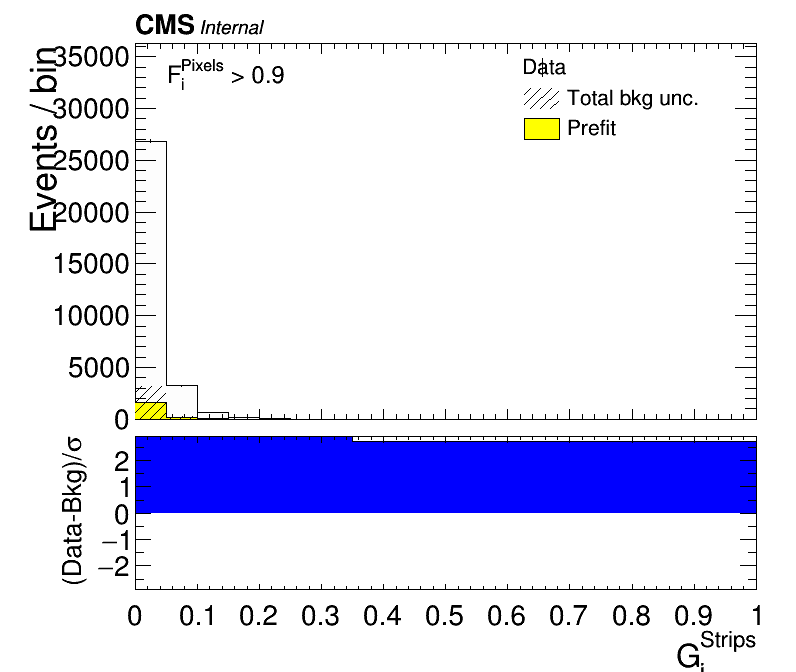 CMS Internal
F_i^Pixels > 0.9
Data
Total bkg unc.
Prefit
Events / bin
35000
30000
25000
20000
15000
10000
5000
0
(Data-Bkg)/σ
2
1
0
−1
−2
0 0.1 0.2 0.3 0.4 0.5 0.6 0.7 0.8 0.9 1
G_i^Strips